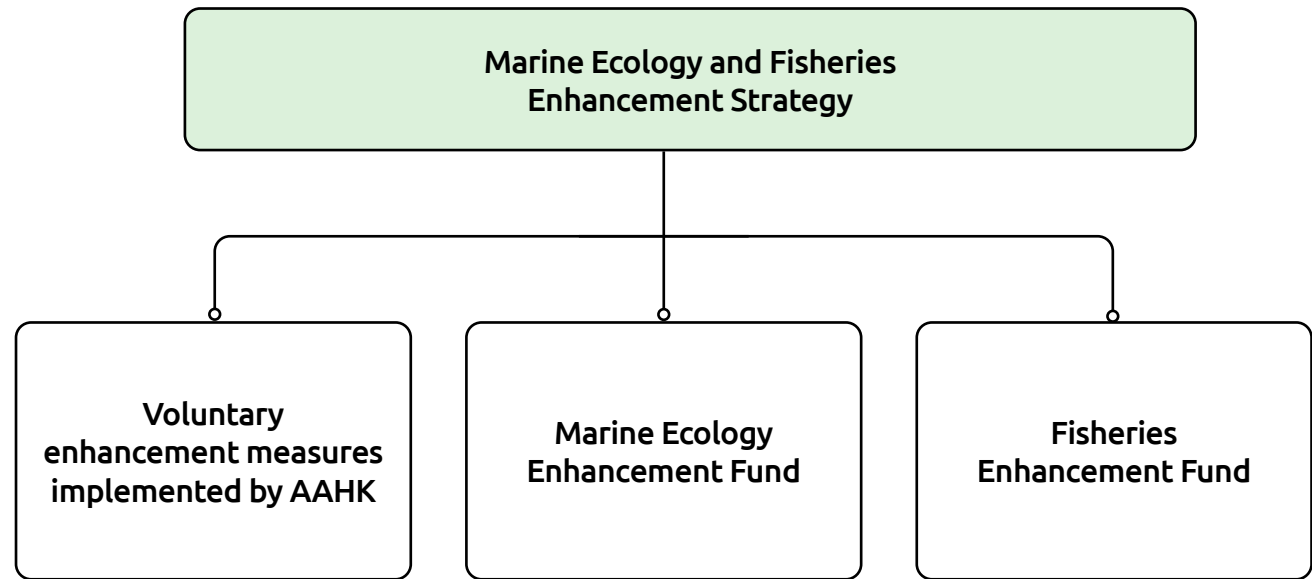 Marine Ecology and Fisheries
Enhancement Strategy
Voluntary
enhancement measures
implemented by AAHK
Marine Ecology
Enhancement Fund
Fisheries
Enhancement Fund